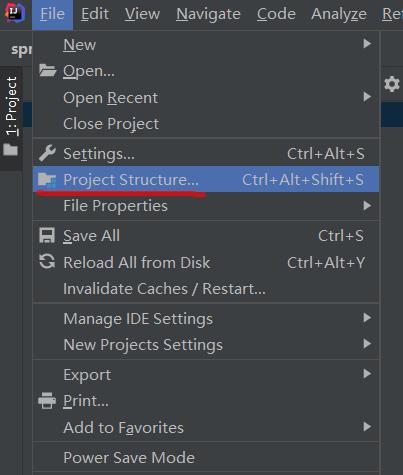 File Edit View Navigate Code Analyze Re
New
spr
Open...
Open Recent
Close Project
1: Project
Settings... Ctrl+Alt+S
Project Structure... Ctrl+Alt+Shift+S
File Properties
Save All Ctrl+S
Reload All from Disk Ctrl+Alt+Y
Invalidate Caches / Restart...
Manage IDE Settings
New Projects Settings
Export
Print...
Add to Favorites
Power Save Mode